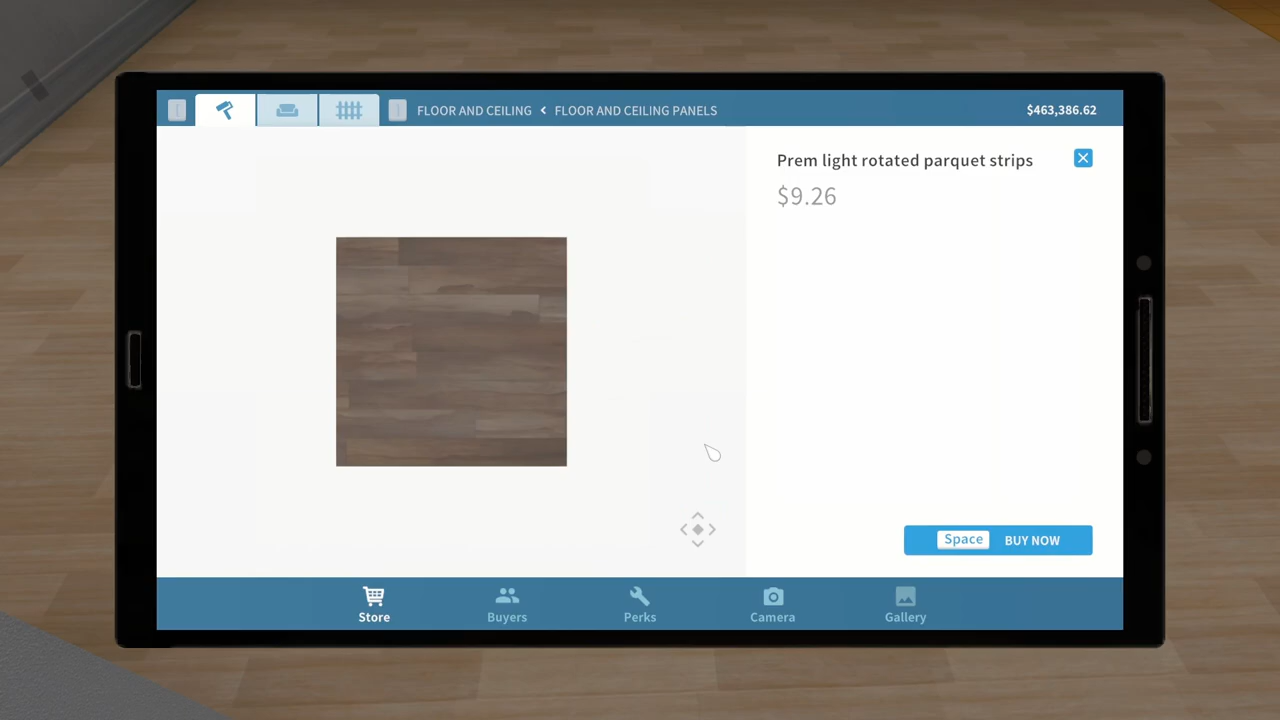 FLOOR AND CEILING < FLOOR AND CEILING PANELS
$463,386.62
Prem light rotated parquet strips
$9.26
Space BUY NOW
Store
Buyers
Perks
Camera
Gallery